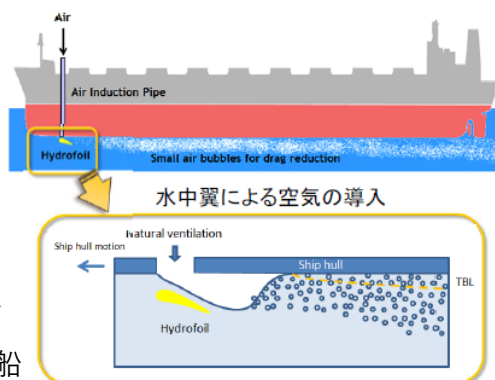 Air
Air Induction Pipe
Hydrofoil
Small air bubbles for drag reduction
水中翼による空気の導入
Natural ventilation
Ship hull motion
Ship hull
TBL
Hydrofoil
船